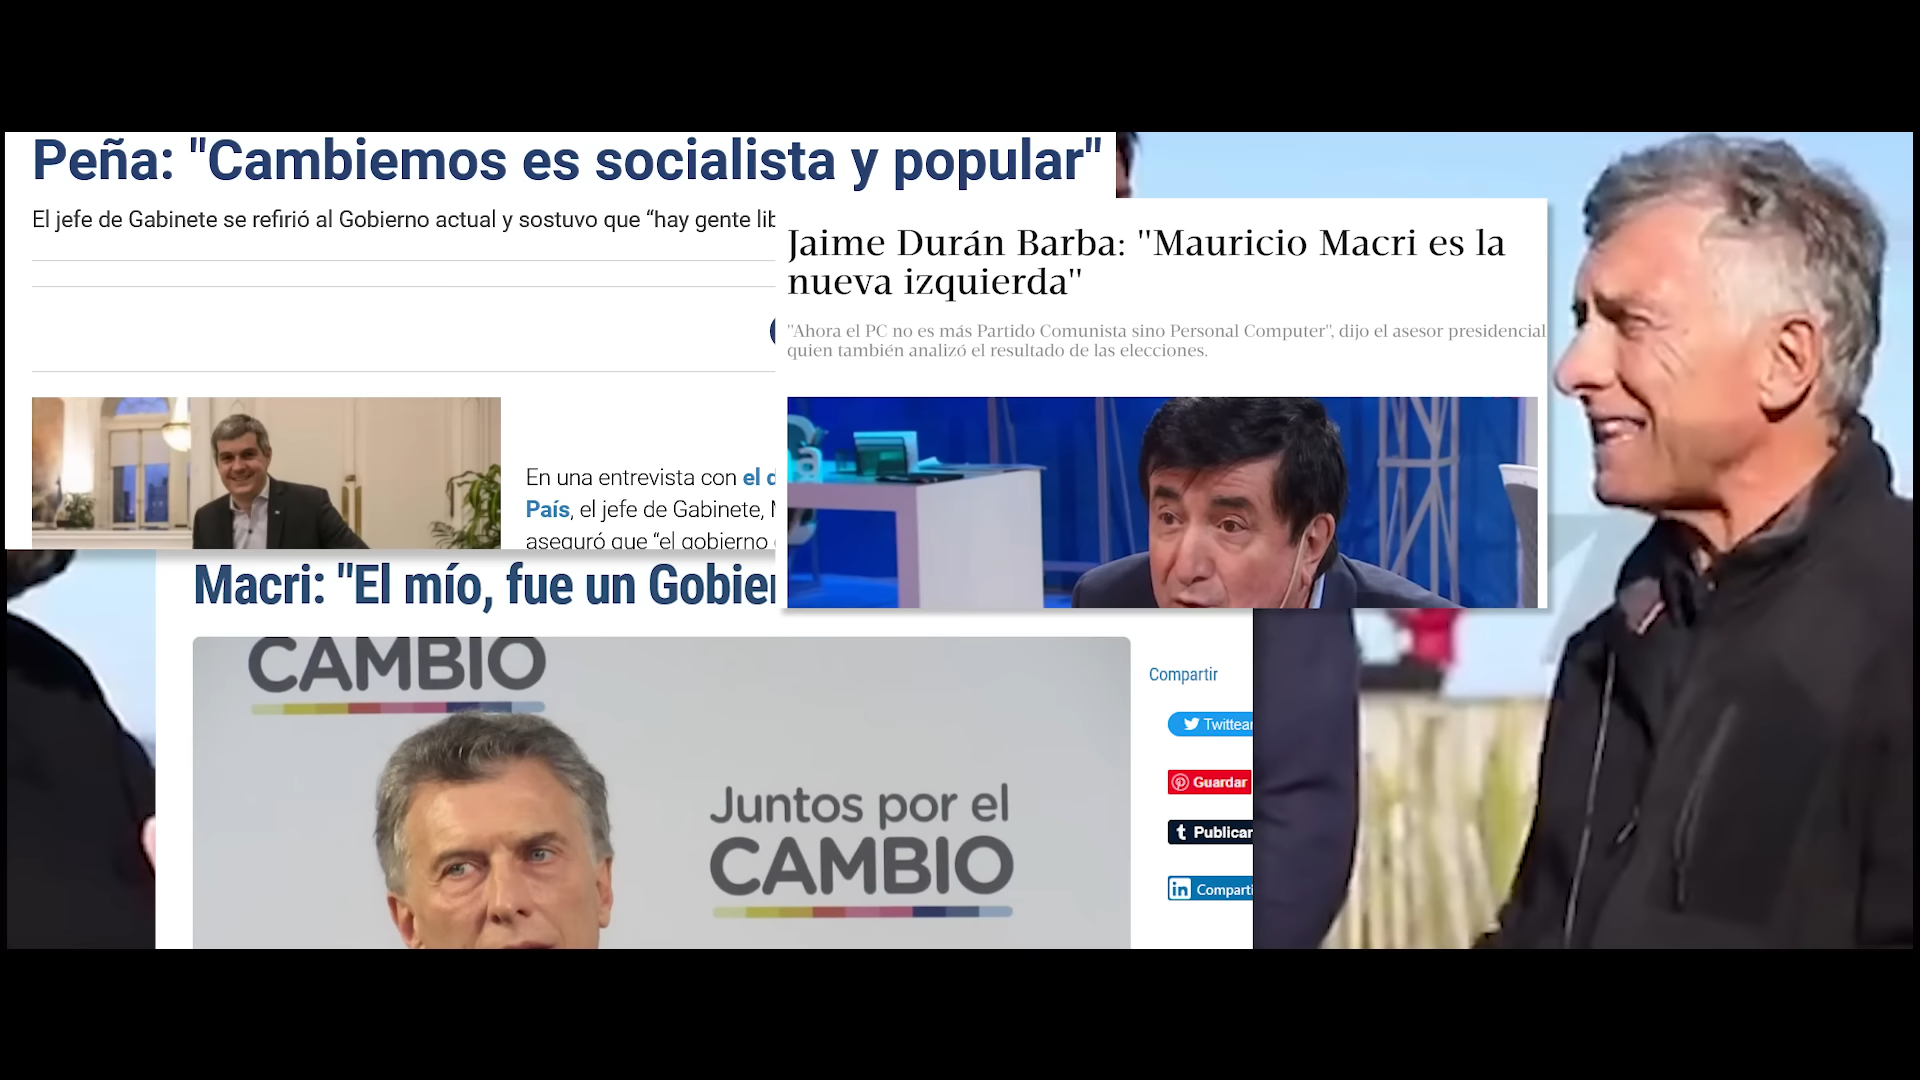 Peña: "Cambiemos es socialista y popular"
El jefe de Gabinete se refirió al Gobierno actual y sostuvo que “hay gente
Jaime Durán Barba: "Mauricio Macri es la
nueva izquierda"
"Ahora el PC no es más Partido Comunista sino Personal Computer", dijo el asesor presidencial
quien también analizó el resultado de las elecciones.
En una entrevista con el
País, el jefe de Gabinete,
aseguró que “el gobierno
Macri: "El mío, fue un
CAMBIO
Juntos por el
CAMBIO
Compartir
Twittear
Guardar
Publicar
in